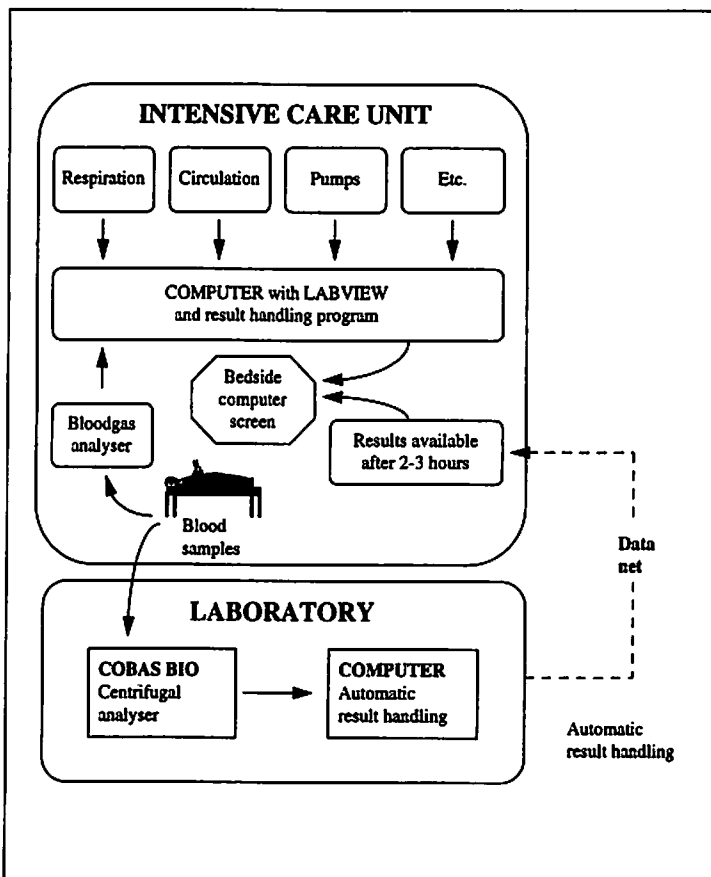 INTENSIVE CARE UNIT
Respiration
Circulation
Pumps
Etc.
COMPUTER with LABVIEW
and result handling program
Bedside
computer
screen
Bloodgas
analyser
Results available
after 2-3 hours
Blood
samples
Data
net
LABORATORY
COBAS BIO
Centrifugal
analyser
COMPUTER
Automatic
result handling
Automatic
result handling